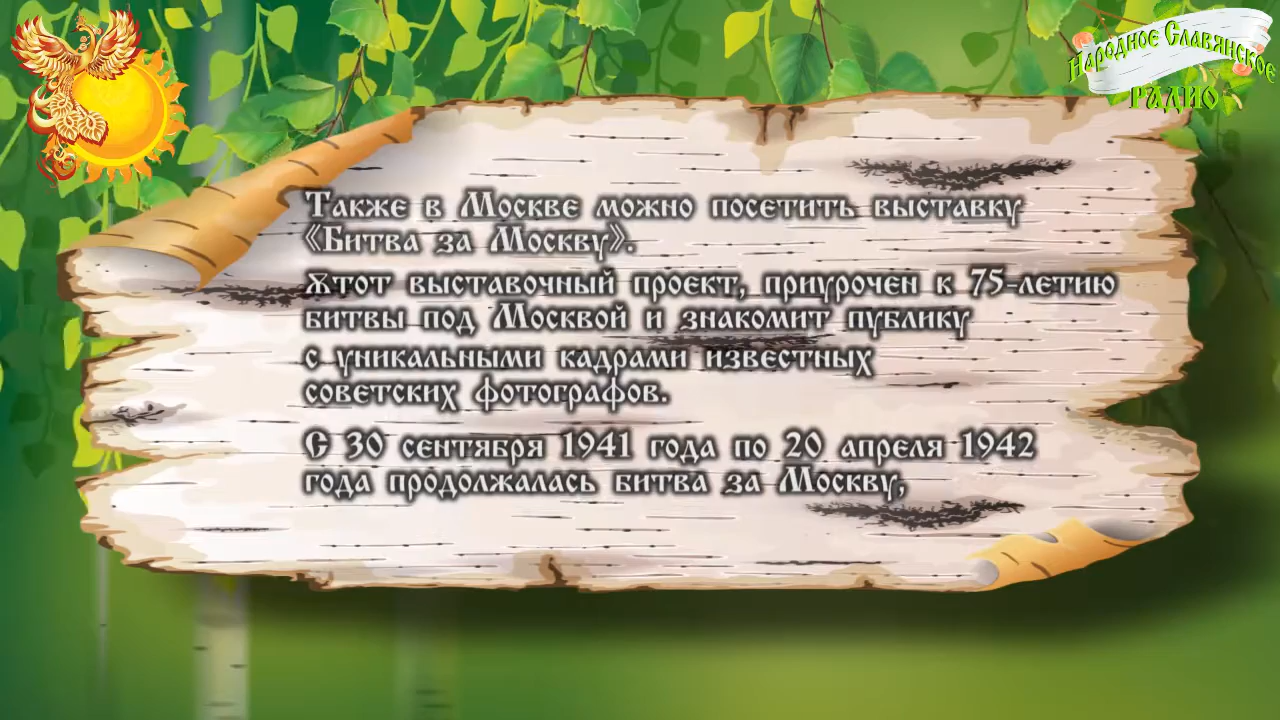 Народное Славянское
РАДИО
Также в Москве можно посетить выставку
《Битва за Москву》.
Ѫтот выставочный проект, приурочен к 75-летию
битвы под Москвой и знакомит публику
с уникальными кадрами известных
советских фотографов.
С 30 сентября 1941 года по 20 апреля 1942
года продолжалась битва за Москву,